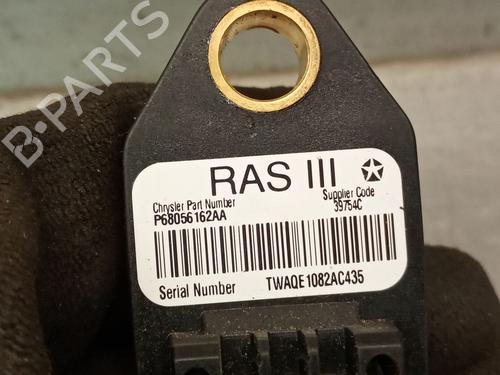 RAS III
Chrysler Part Number
Supplier Code
P68056162AA
39754C
Serial Number
TWAQE1082AC435
B-PARTS